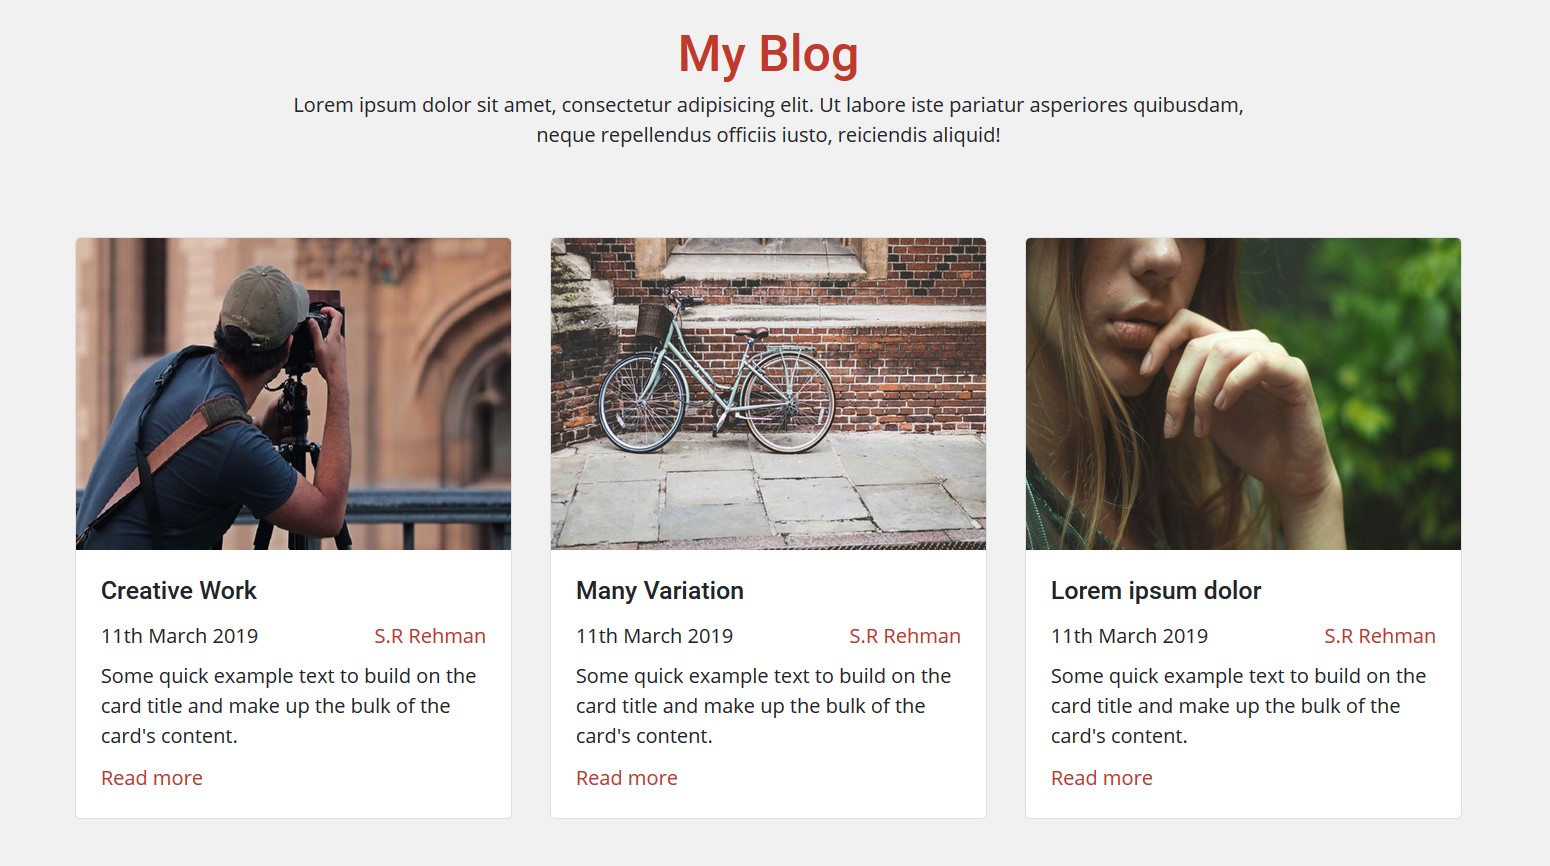 My Blog
Lorem ipsum dolor sit amet, consectetur adipisicing elit. Ut labore iste pariatur asperiores quibusdam,
neque repellendus officiis iusto, reiciendis aliquid!
Creative Work
11th March 2019 S.R Rehman
Some quick example text to build on the
card title and make up the bulk of the
card's content.
Read more
Many Variation
11th March 2019 S.R Rehman
Some quick example text to build on the
card title and make up the bulk of the
card's content.
Read more
Lorem ipsum dolor
11th March 2019 S.R Rehman
Some quick example text to build on the
card title and make up the bulk of the
card's content.
Read more